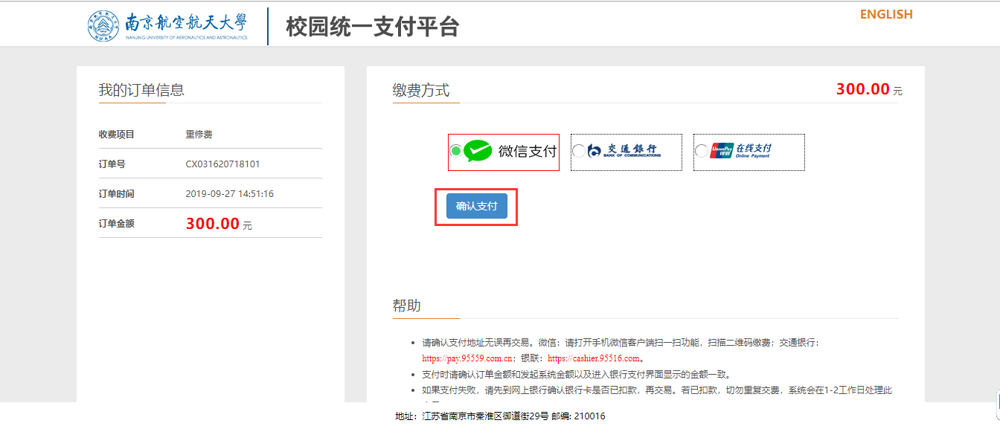 南京航空航天大學
NANJING UNIVERSITY OF AERONAUTICS AND ASTRONAUTICS
NUAA
校园统一支付平台
ENGLISH
我的订单信息
收费项目 重修费
订单号 CX031620718101
订单时间 2019-09-27 14:51:16
订单金额 300.00 元
缴费方式
300.00 元
微信支付
交通銀行
BANK OF COMMUNICATIONS
UnionPay
银联
在线支付
Online Payment
确认支付
帮助
请确认支付地址无误再交易。微信：请打开手机微信客户端扫一扫功能，扫描二维码缴费；交通银行：
https://pay.95559.com.cn；银联：https://cashier.95516.com。
支付时请确认订单金额和发起系统金额以及进入银行支付界面显示的金额一致。
如果支付失败，请先到网上银行确认银行卡是否已扣款，再交易。若已扣款，切勿重复交费，系统会在1-2工作日处理此
地址：江苏省南京市秦淮区御道街29号 邮编: 210016